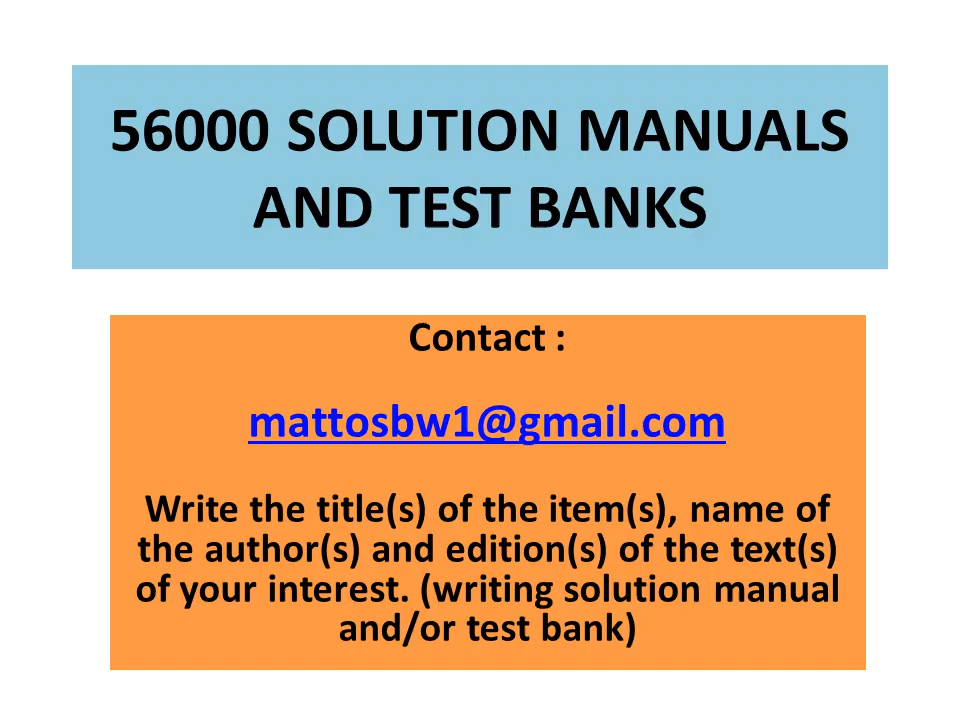 56000 SOLUTION MANUALS
AND TEST BANKS
Contact :
mattosbw1@gmail.com
Write the title(s) of the item(s), name of
the author(s) and edition(s) of the text(s)
of your interest. (writing solution manual
and/or test bank)